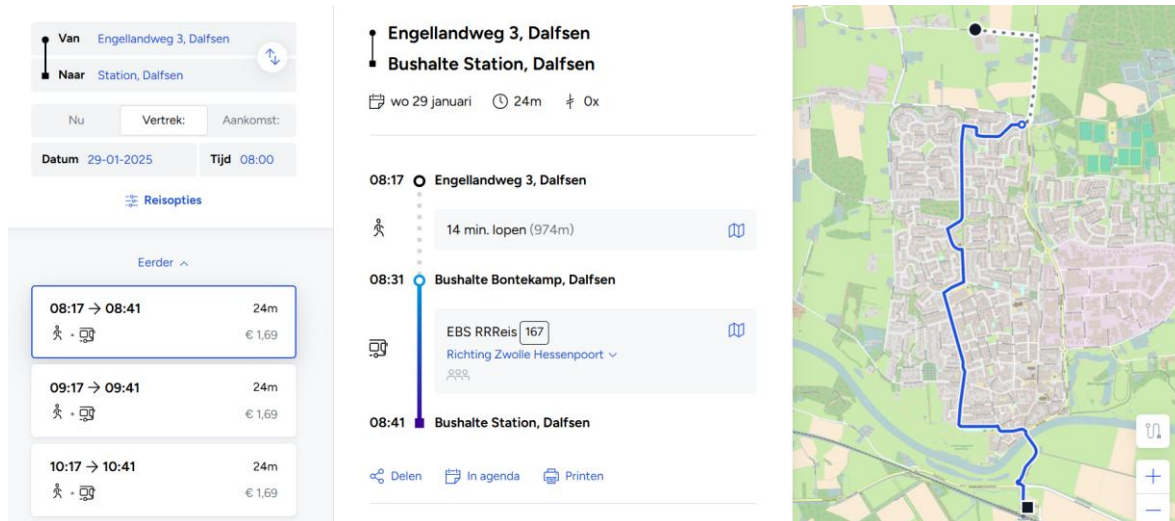 Van Engellandweg 3, Dalfsen
Naar Station, Dalfsen
Nu Vertrek: Aankomst:
Datum 29-01-2025 Tijd 08:00
Reisopties
Eerder
08:17 → 08:41 24m
€ 1,69
09:17 → 09:41 24m
€ 1,69
10:17 → 10:41 24m
€ 1,69
Engellandweg 3, Dalfsen
Bushalte Station, Dalfsen
wo 29 januari 24m 0x
08:17 Engellandweg 3, Dalfsen
14 min. lopen (974m)
08:31 Bushalte Bontekamp, Dalfsen
EBS RRReis 167
Richting Zwolle Hessenpoort
08:41 Bushalte Station, Dalfsen
Delen In agenda Printen
+
−